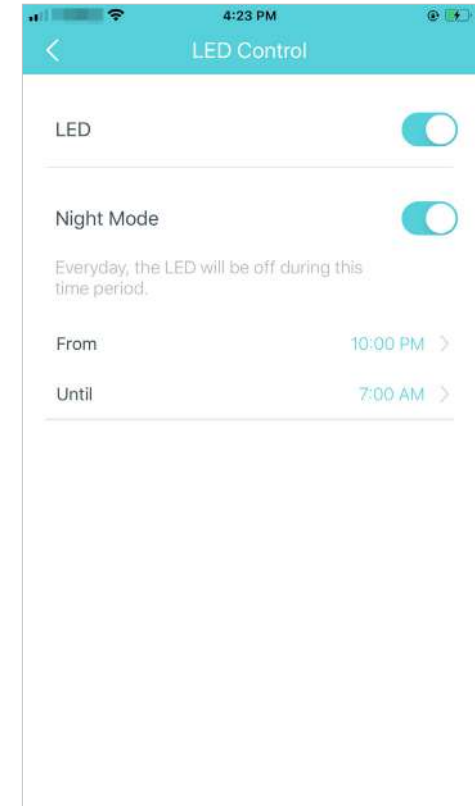 4:23 PM
LED Control
LED
Night Mode
Everyday, the LED will be off during this
time period.
From 10:00 PM
Until 7:00 AM